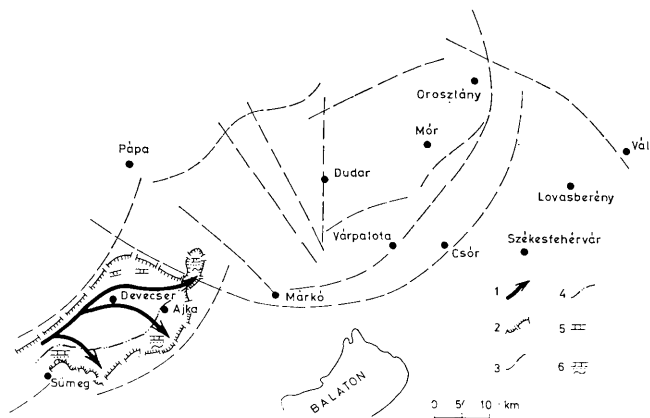 Oroszlány
Mór
Pápa
Vál
Dudar
Lovasberény
Várpalota
Csór
Székesfehérvár
Devecser
Márkó
Ajka
Sümeg
BALATON
1
2
3
4
5
6
0 5 10 km